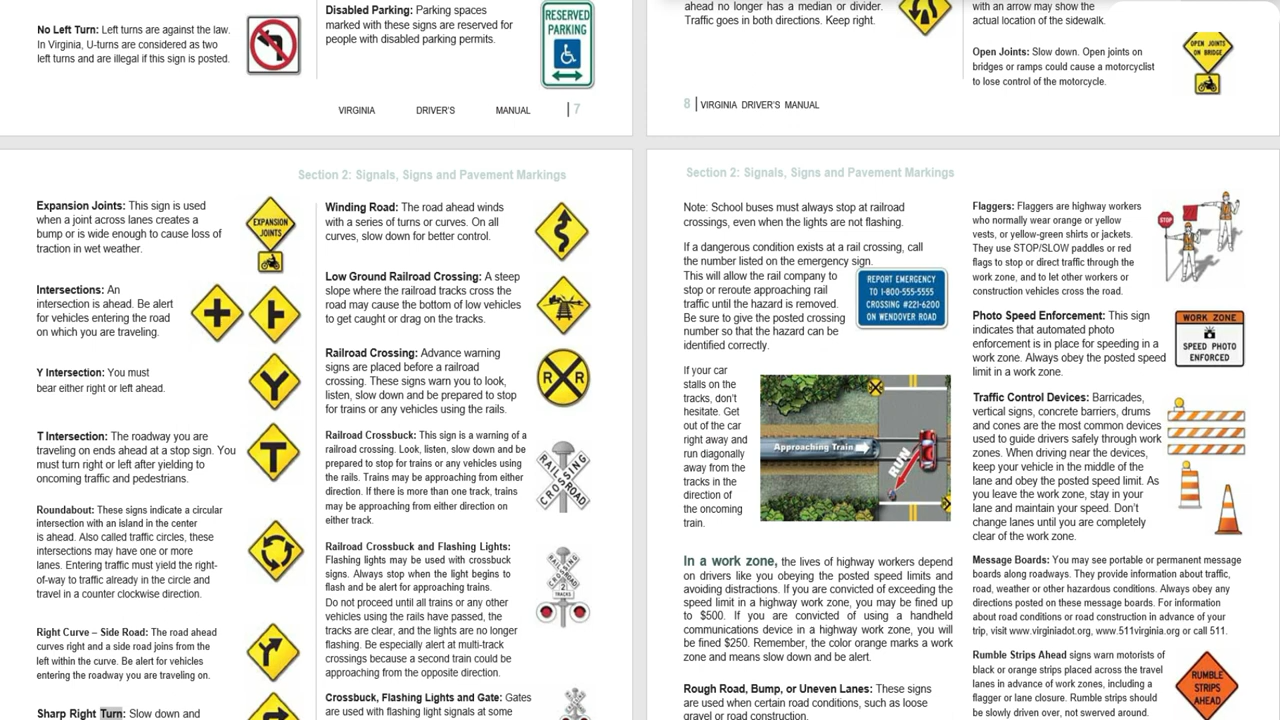 No Left Turn: Left turns are against the law.
In Virginia, U-turns are considered as two
left turns and are illegal if this sign is posted.
Disabled Parking: Parking spaces
marked with these signs are reserved for
people with disabled parking permits.
RESERVED
PARKING
VIRGINIA DRIVER'S MANUAL | 7
ahead no longer has a median or divider.
Traffic goes in both directions. Keep right.
with an arrow may show the
actual location of the sidewalk.
Open Joints: Slow down. Open joints on
bridges or ramps could cause a motorcyclist
to lose control of the motorcycle.
OPEN JOINTS
ON BRIDGE
8 | VIRGINIA DRIVER'S MANUAL
Section 2: Signals, Signs and Pavement Markings
Expansion Joints: This sign is used
when a joint across lanes creates a
bump or is wide enough to cause loss of
traction in wet weather.
EXPANSION
JOINTS
Intersections: An
intersection is ahead. Be alert
for vehicles entering the road
on which you are traveling.
Y Intersection: You must
bear either right or left ahead.
T Intersection: The roadway you are
traveling on ends ahead at a stop sign. You
must turn right or left after yielding to
oncoming traffic and pedestrians.
Roundabout: These signs indicate a circular
intersection with an island in the center
is ahead. Also called traffic circles, these
intersections may have one or more
lanes. Entering traffic must yield the right-
of-way to traffic already in the circle and
travel in a counter clockwise direction.
Right Curve – Side Road: The road ahead
curves right and a side road joins from the
left within the curve. Be alert for vehicles
entering the roadway you are traveling on.
Sharp Right Turn: Slow down and
Winding Road: The road ahead winds
with a series of turns or curves. On all
curves, slow down for better control.
Low Ground Railroad Crossing: A steep
slope where the railroad tracks cross the
road may cause the bottom of low vehicles
to get caught or drag on the tracks.
Railroad Crossing: Advance warning
signs are placed before a railroad
crossing. These signs warn you to look,
listen, slow down and be prepared to stop
for trains or any vehicles using the rails.
R R
Railroad Crossbuck: This sign is a warning of a
railroad crossing. Look, listen, slow down and be
prepared to stop for trains or any vehicles using
the rails. Trains may be approaching from either
direction. If there is more than one track, trains
may be approaching from either direction on
either track.
RAILROAD
CROSSING
Railroad Crossbuck and Flashing Lights:
Flashing lights may be used with crossbuck
signs. Always stop when the light begins to
flash and be alert for approaching trains.
Do not proceed until all trains or any other
vehicles using the rails have passed, the
tracks are clear, and the lights are no longer
flashing. Be especially alert at multi-track
crossings because a second train could be
approaching from the opposite direction.
2
TRACKS
Crossbuck, Flashing Lights and Gate: Gates
are used with flashing light signals at some
Section 2: Signals, Signs and Pavement Markings
Note: School buses must always stop at railroad
crossings, even when the lights are not flashing.
If a dangerous condition exists at a rail crossing, call
the number listed on the emergency sign.
This will allow the rail company to
stop or reroute approaching rail
traffic until the hazard is removed.
Be sure to give the posted crossing
number so that the hazard can be
identified correctly.
REPORT EMERGENCY
TO 1-800-555-5555
CROSSING #221-6200
ON WENDOVER ROAD
If your car
stalls on the
tracks, don't
hesitate. Get
out of the car
right away and
run diagonally
away from the
tracks in the
direction of
the oncoming
train.
Approaching Train
RUN
In a work zone, the lives of highway workers depend
on drivers like you obeying the posted speed limits and
avoiding distractions. If you are convicted of exceeding the
speed limit in a highway work zone, you may be fined up
to $500. If you are convicted of using a handheld
communications device in a highway work zone, you will
be fined $250. Remember, the color orange marks a work
zone and means slow down and be alert.
Rough Road, Bump, or Uneven Lanes: These signs
are used when certain road conditions, such as loose
gravel or road construction,
Flaggers: Flaggers are highway workers
who normally wear orange or yellow
vests, or yellow-green shirts or jackets.
They use STOP/SLOW paddles or red
flags to stop or direct traffic through the
work zone, and to let other workers or
construction vehicles cross the road.
STOP
Photo Speed Enforcement: This sign
indicates that automated photo
enforcement is in place for speeding in a
work zone. Always obey the posted speed
limit in a work zone.
WORK ZONE
SPEED PHOTO
ENFORCED
Traffic Control Devices: Barricades,
vertical signs, concrete barriers, drums
and cones are the most common devices
used to guide drivers safely through work
zones. When driving near the devices,
keep your vehicle in the middle of the
lane and obey the posted speed limit. As
you leave the work zone, stay in your
lane and maintain your speed. Don't
change lanes until you are completely
clear of the work zone.
Message Boards: You may see portable or permanent message
boards along roadways. They provide information about traffic,
road, weather or other hazardous conditions. Always obey any
directions posted on these message boards. For information
about road conditions or road construction in advance of your
trip, visit www.virginiadot.org, www.511virginia.org or call 511.
Rumble Strips Ahead signs warn motorists of
black or orange strips placed across the travel
lanes in advance of work zones, including a
flagger or lane closure. Rumble strips should
be slowly driven over, not swerved around.
RUMBLE
STRIPS
AHEAD